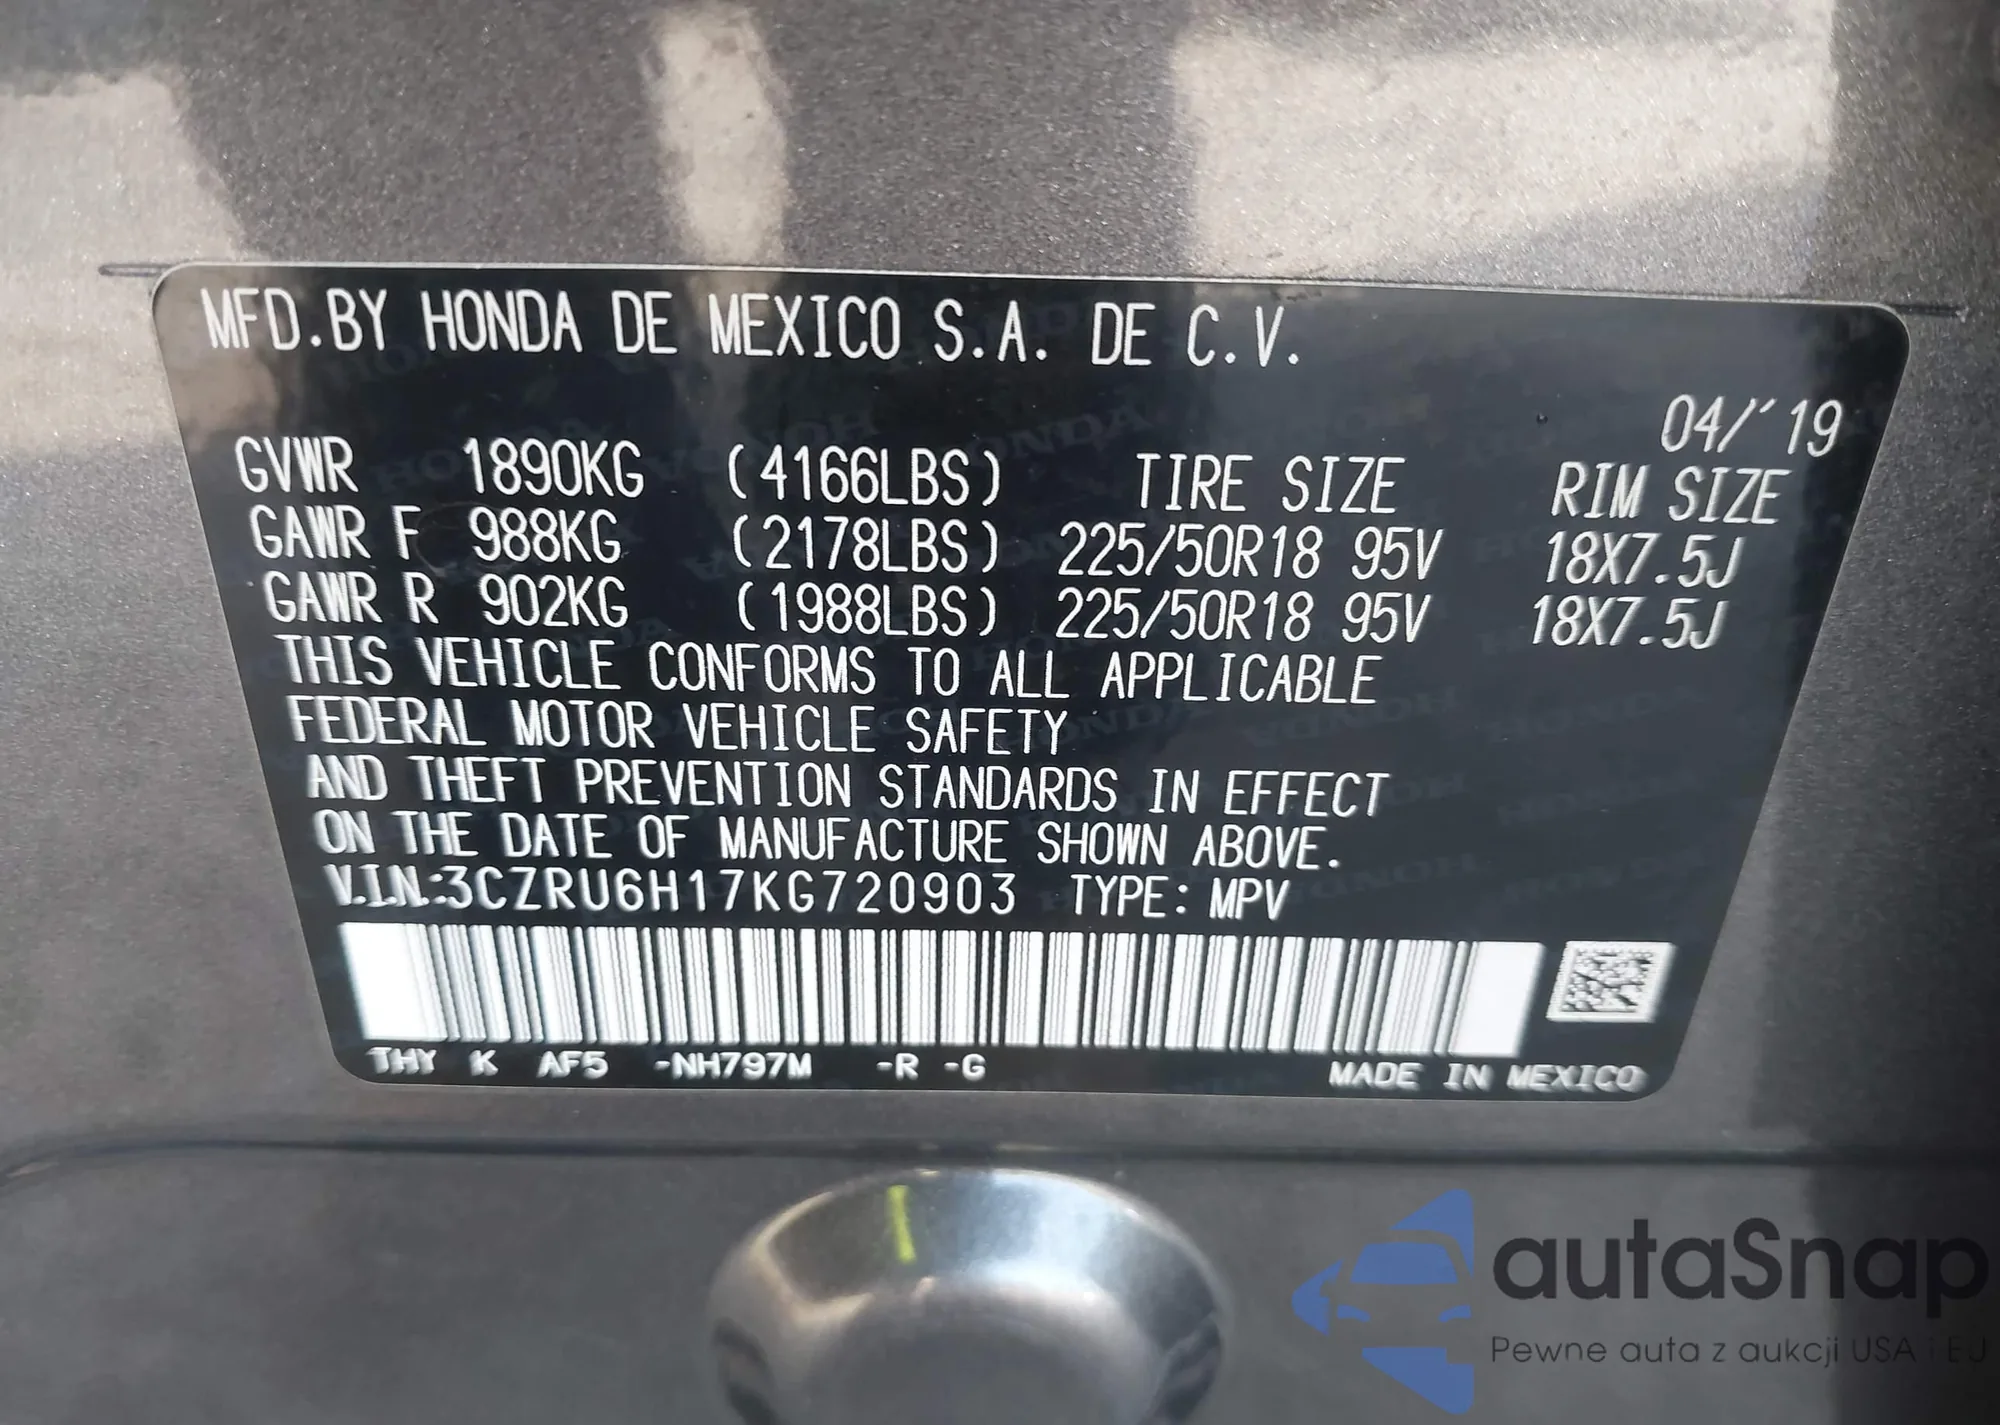 MFD.BY HONDA DE MEXICO S.A. DE C.V.
04/'19
GVWR 1890KG (4166LBS) TIRE SIZE RIM SIZE
GAWR F 988KG (2178LBS) 225/50R18 95V 18X7.5J
GAWR R 902KG (1988LBS) 225/50R18 95V 18X7.5J
THIS VEHICLE CONFORMS TO ALL APPLICABLE
FEDERAL MOTOR VEHICLE SAFETY
AND THEFT PREVENTION STANDARDS IN EFFECT
ON THE DATE OF MANUFACTURE SHOWN ABOVE.
V.I.N.:3CZRU6H17KG720903 TYPE: MPV
THY K AF5 -NH797M -R -G MADE IN MEXICO
autaSnap
Pewne auta z aukcji USA i EU